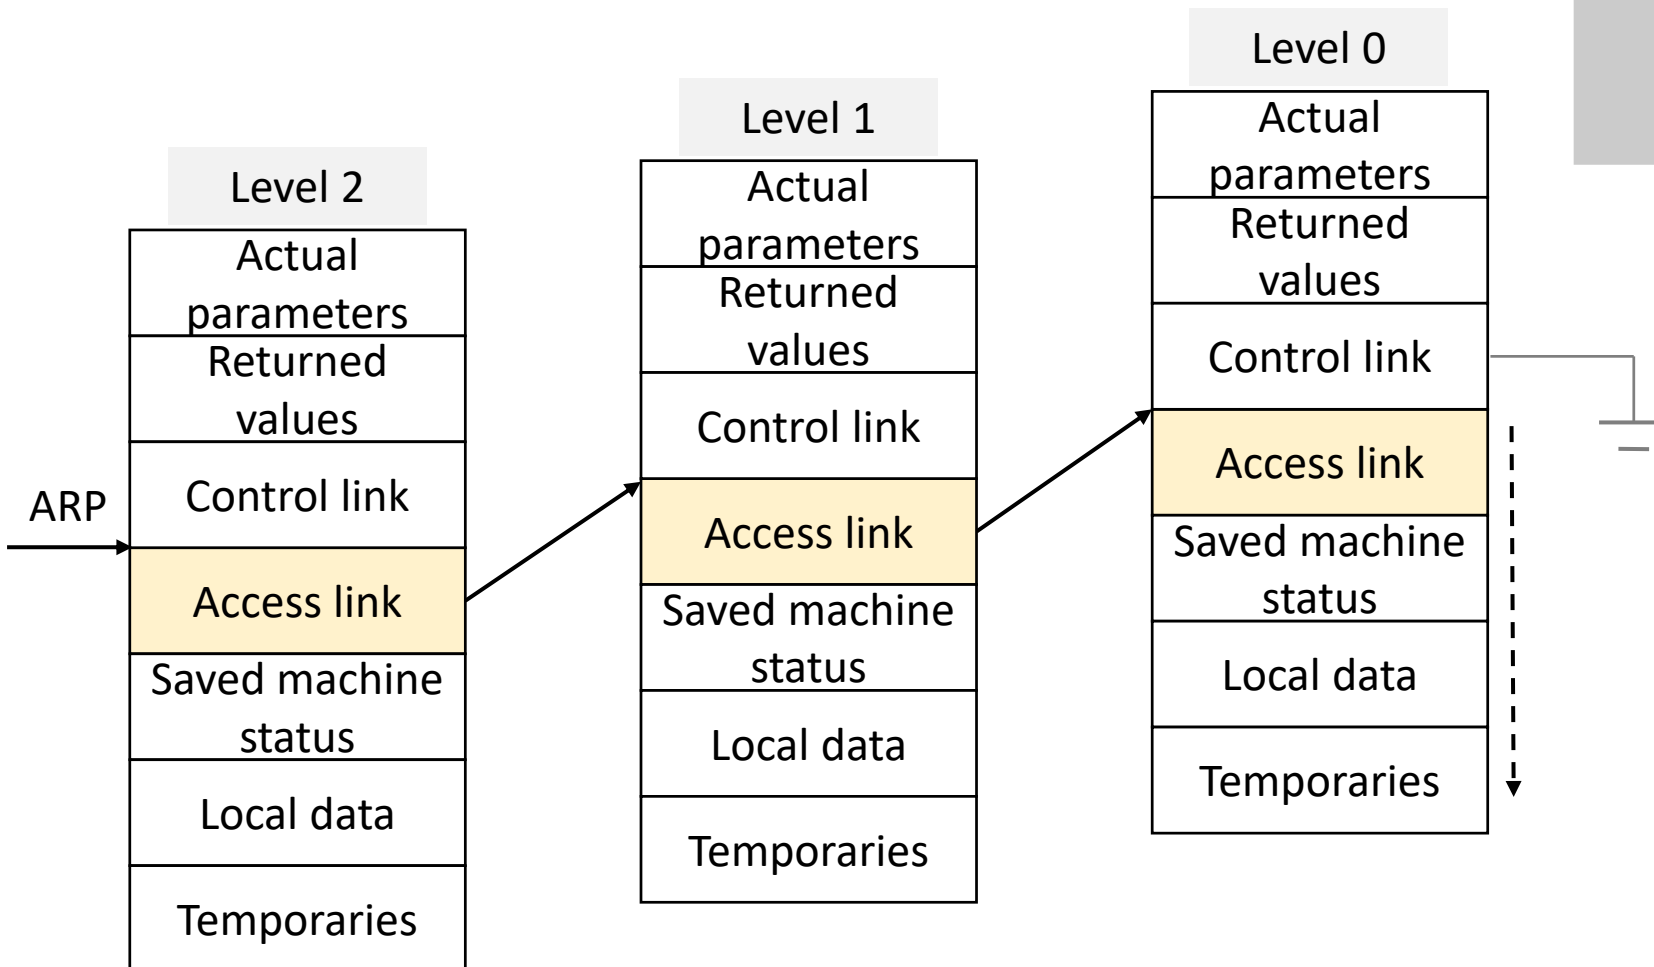 Level 2
Actual
parameters
Returned
values
Control link
ARP
Access link
Saved machine
status
Local data
Temporaries
Level 1
Actual
parameters
Returned
values
Control link
Access link
Saved machine
status
Local data
Temporaries
Level 0
Actual
parameters
Returned
values
Control link
Access link
Saved machine
status
Local data
Temporaries